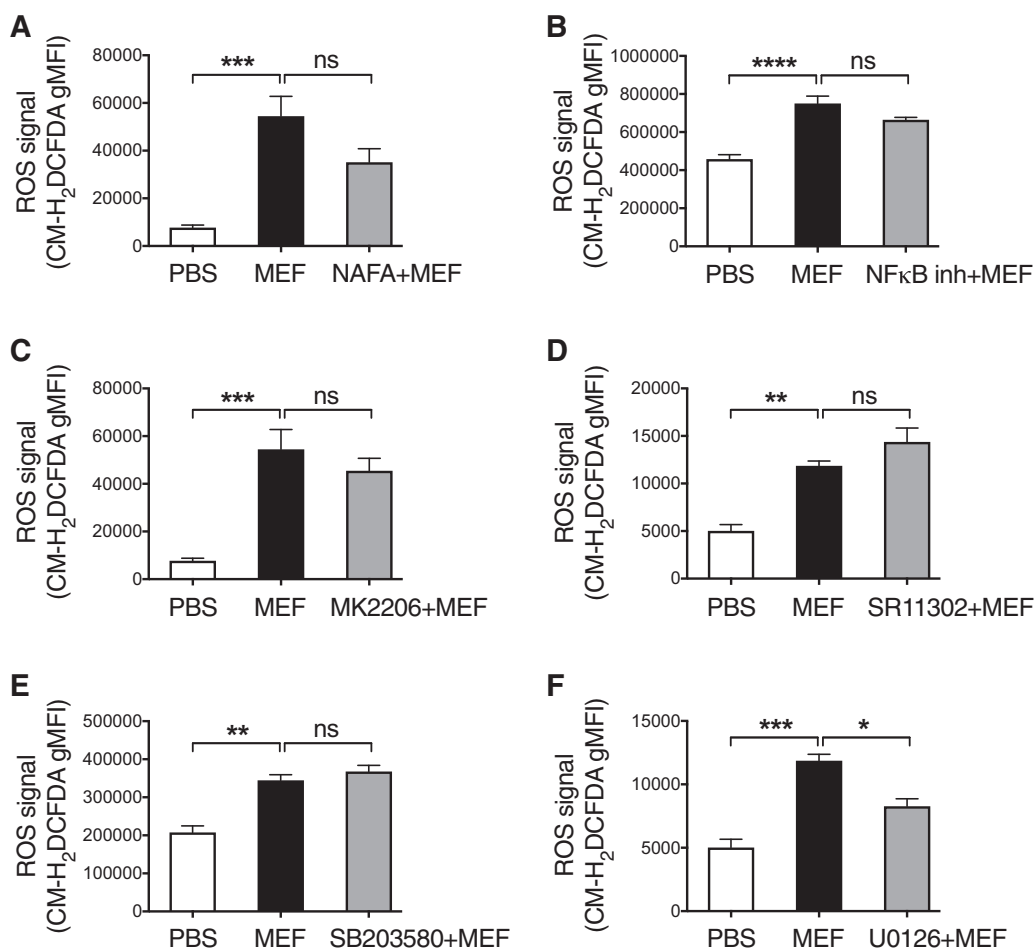 A
ROS signal
(CM-H2DCFDA gMFI)
80000
60000
40000
20000
0
*** ns
PBS MEF NAFA+MEF
B
ROS signal
(CM-H2DCFDA gMFI)
1000000
800000
600000
400000
200000
0
**** ns
PBS MEF NFκB inh+MEF
C
ROS signal
(CM-H2DCFDA gMFI)
80000
60000
40000
20000
0
*** ns
PBS MEF MK2206+MEF
D
ROS signal
(CM-H2DCFDA gMFI)
20000
15000
10000
5000
0
** ns
PBS MEF SR11302+MEF
E
ROS signal
(CM-H2DCFDA gMFI)
500000
400000
300000
200000
100000
0
** ns
PBS MEF SB203580+MEF
F
ROS signal
(CM-H2DCFDA gMFI)
15000
10000
5000
0
*** *
PBS MEF U0126+MEF